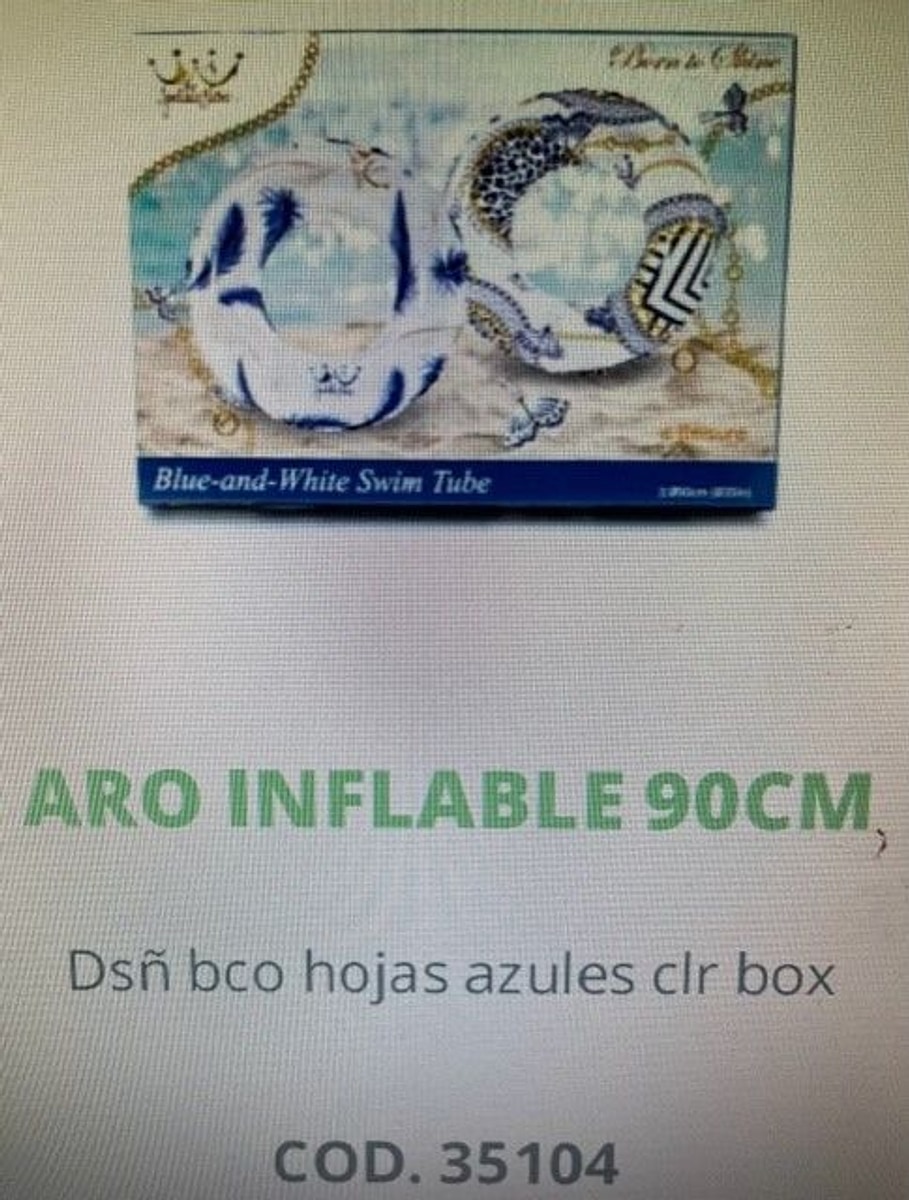 Born to Shine
Blue-and-White Swim Tube
ARO INFLABLE 90CM
Dsñ bco hojas azules clr box
COD. 35104